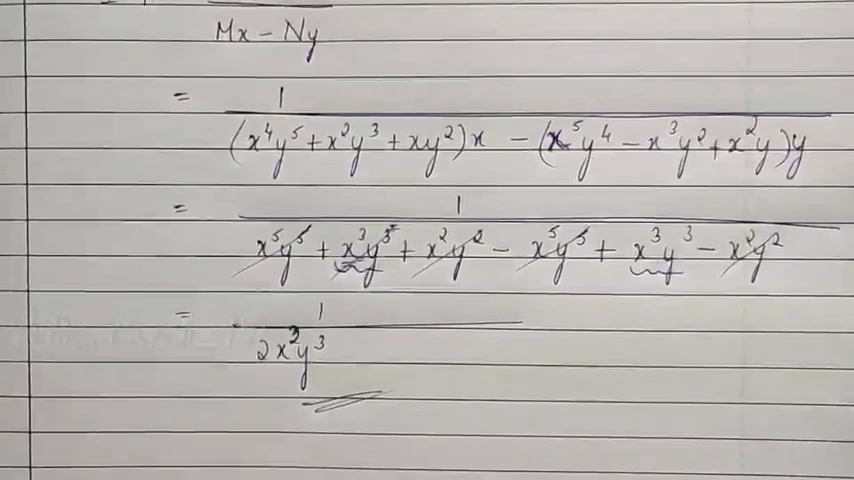 Mx - Ny
= 1
(x⁴y⁵ + x²y³ + xy²)x - (x⁵y⁴ - x³y² + x²y)y
= 1
x⁵y⁵ + x³y³ + x²y² - x⁵y⁵ + x³y³ - x²y²
= 1
2x³y³